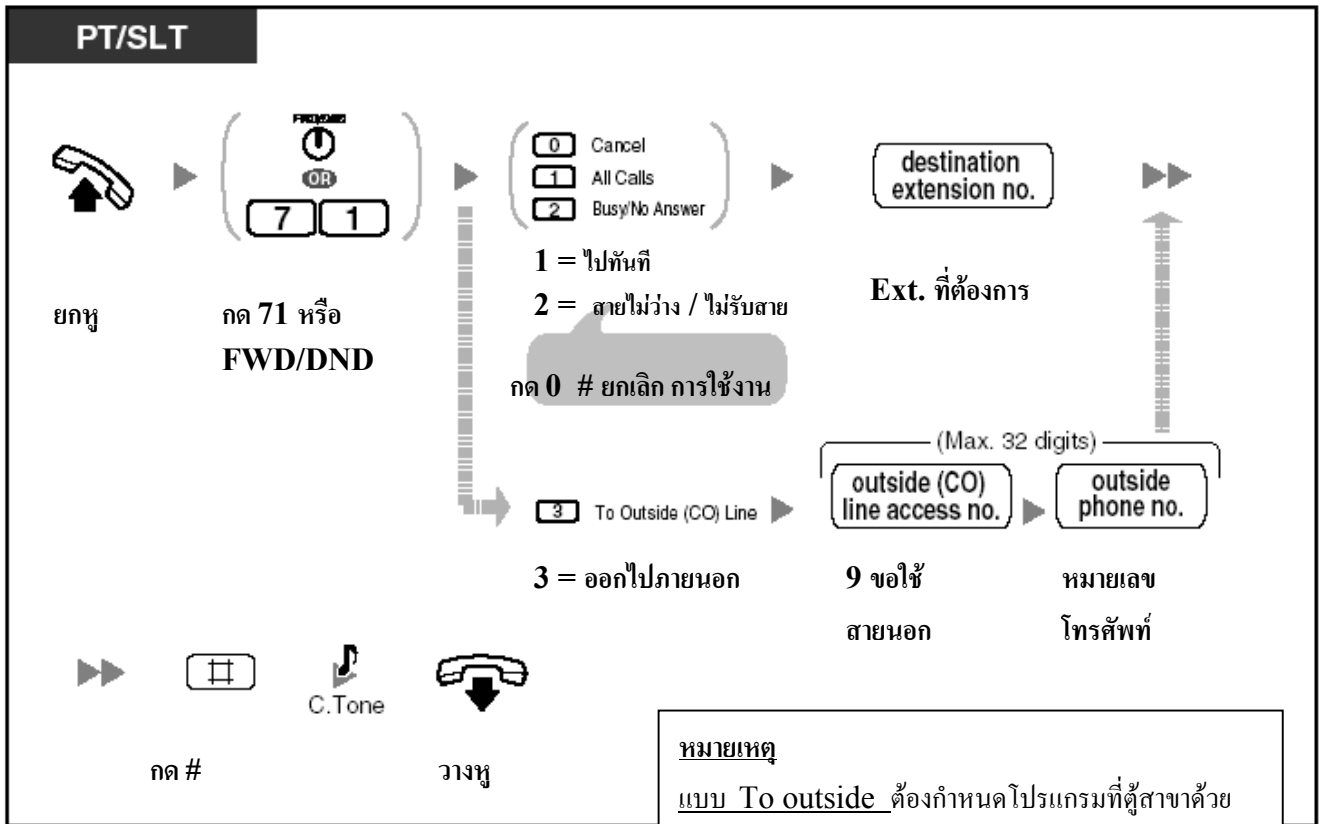 PT/SLT
FWD/DND
OR
7 1
0 Cancel
1 All Calls
2 Busy/No Answer
destination
extension no.
ยกหู
กด 71 หรือ
FWD/DND
1 = ไปทันที
2 = สายไม่ว่าง / ไม่รับสาย
กด 0 # ยกเลิก การใช้งาน
Ext. ที่ต้องการ
(Max. 32 digits)
3 To Outside (CO) Line
outside (CO)
line access no.
outside
phone no.
3 = ออกไปภายนอก
9 ขอใช้
สายนอก
หมายเลข
โทรศัพท์
#
C.Tone
กด #
วางหู
หมายเหตุ
แบบ To outside ต้องกำหนดโปรแกรมที่ตู้สาขาด้วย